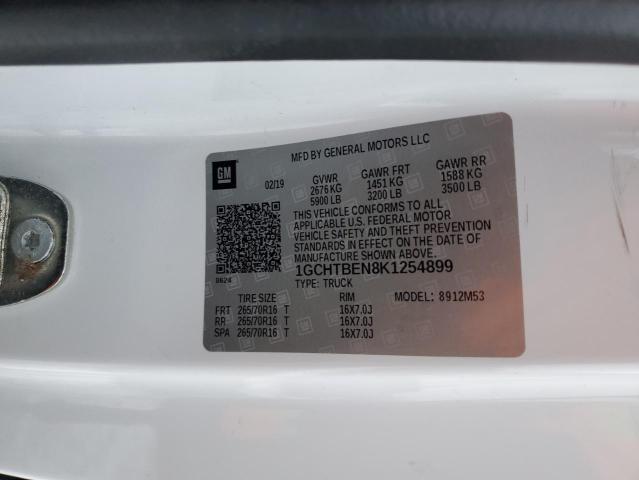 MFD BY GENERAL MOTORS LLC
GM
02/19 GVWR GAWR FRT GAWR RR
2676 KG 1451 KG 1588 KG
5900 LB 3200 LB 3500 LB
THIS VEHICLE CONFORMS TO ALL
APPLICABLE U.S. FEDERAL MOTOR
VEHICLE SAFETY AND THEFT PREVENTION
STANDARDS IN EFFECT ON THE DATE OF
MANUFACTURE SHOWN ABOVE.
1GCHTBEN8K1254899
8624
TYPE: TRUCK
TIRE SIZE RIM MODEL: 8912M53
FRT 265/70R16 T 16X7.0J
RR 265/70R16 T 16X7.0J
SPA 265/70R16 T 16X7.0J